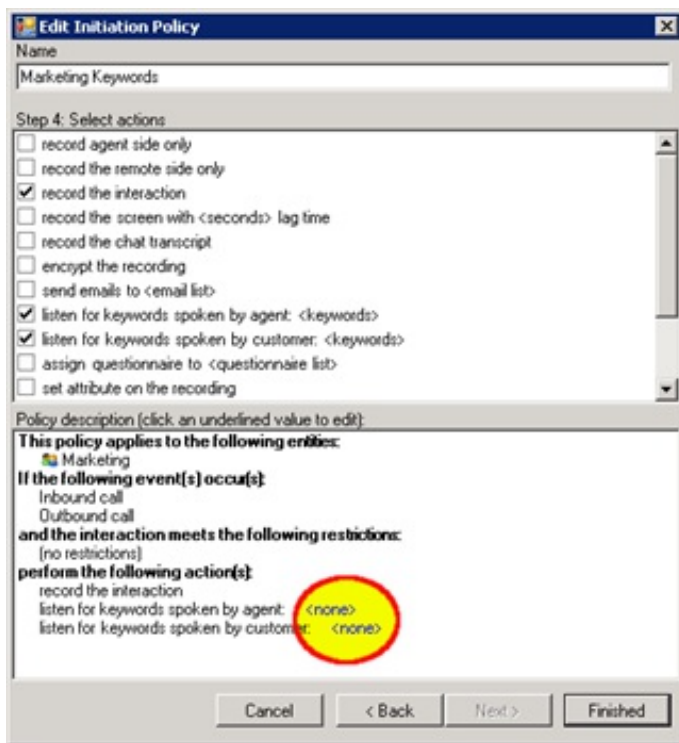 Edit Initiation Policy
Name
Marketing Keywords
Step 4: Select actions
record agent side only
record the remote side only
record the interaction
record the screen with <seconds> lag time
record the chat transcript
encrypt the recording
send emails to <email list>
listen for keywords spoken by agent: <keywords>
listen for keywords spoken by customer: <keywords>
assign questionnaire to <questionnaire list>
set attribute on the recording
Policy description (click an underlined value to edit):
This policy applies to the following entities:
Marketing
If the following event(s) occur(s):
Inbound call
Outbound call
and the interaction meets the following restrictions:
(no restrictions)
perform the following action(s):
record the interaction
listen for keywords spoken by agent: <none>
listen for keywords spoken by customer: <none>
Cancel < Back Next > Finished